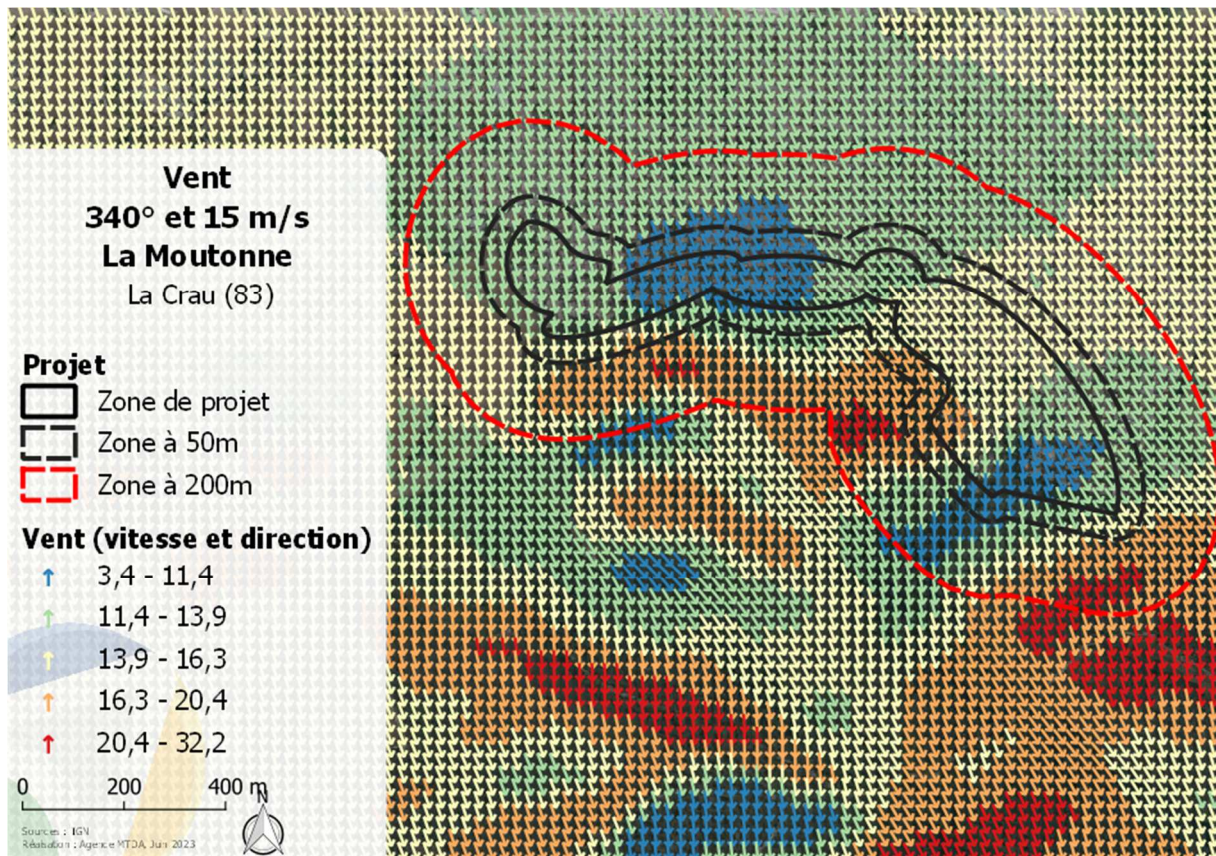 Vent
340° et 15 m/s
La Moutonne
La Crau (83)
Projet
Zone de projet
Zone à 50m
Zone à 200m
Vent (vitesse et direction)
3,4 - 11,4
11,4 - 13,9
13,9 - 16,3
16,3 - 20,4
20,4 - 32,2
0 200 400 m
N
Sources : IGN
Réalisation : Agence MTDA, Juin 2023